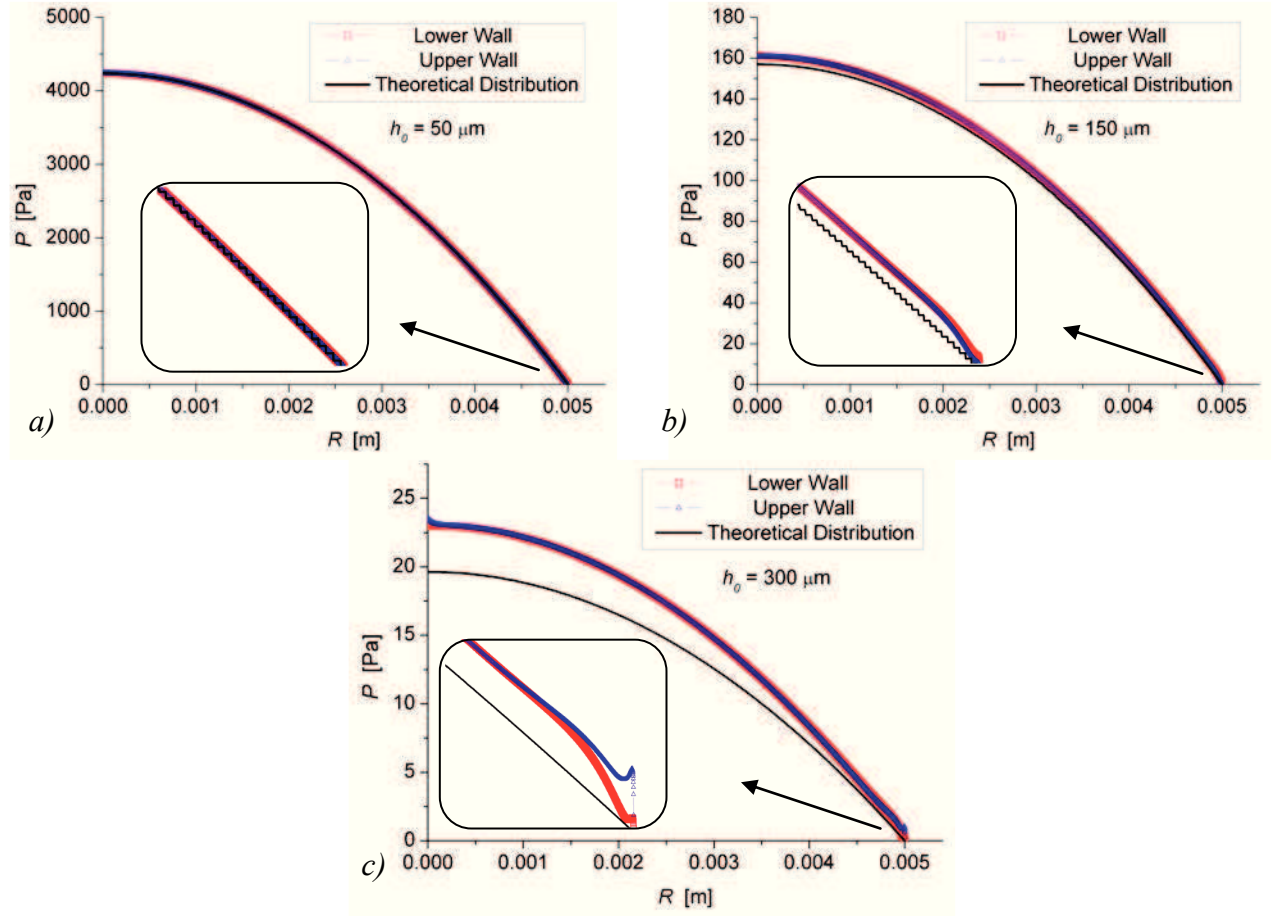 5000
4000
3000
2000
1000
0
P [Pa]
Lower Wall
Upper Wall
Theoretical Distribution
h0 = 50 μm
0.000 0.001 0.002 0.003 0.004 0.005
R [m]
a)
180
160
140
120
100
80
60
40
20
0
P [Pa]
Lower Wall
Upper Wall
Theoretical Distribution
h0 = 150 μm
0.000 0.001 0.002 0.003 0.004 0.005
R [m]
b)
25
20
15
10
5
0
P [Pa]
Lower Wall
Upper Wall
Theoretical Distribution
h0 = 300 μm
0.000 0.001 0.002 0.003 0.004 0.005
R [m]
c)